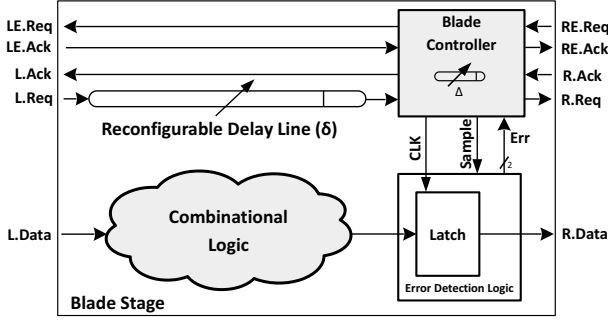 LE.Req
LE.Ack
L.Ack
L.Req
Reconfigurable Delay Line (δ)
Blade
Controller
Δ
RE.Req
RE.Ack
R.Ack
R.Req
CLK
Sample
Err
2
L.Data
Combinational
Logic
Latch
R.Data
Error Detection Logic
Blade Stage